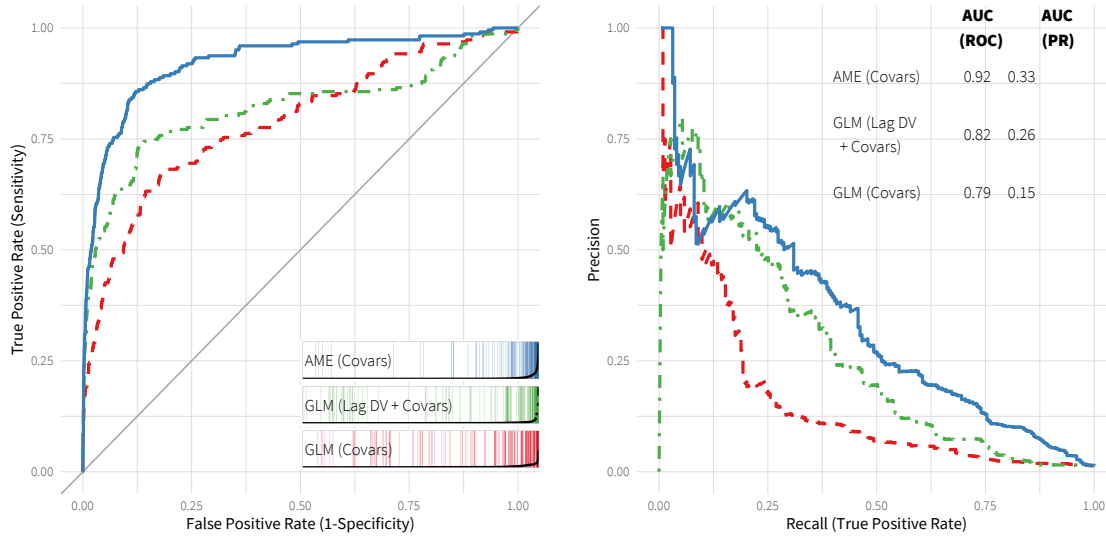 1.00
0.75
0.50
0.25
0.00
True Positive Rate (Sensitivity)
AME (Covars)
GLM (Lag DV + Covars)
GLM (Covars)
0.00 0.25 0.50 0.75 1.00
False Positive Rate (1-Specificity)
1.00
0.75
0.50
0.25
0.00
Precision
AUC AUC
(ROC) (PR)
AME (Covars) 0.92 0.33
GLM (Lag DV
+ Covars) 0.82 0.26
GLM (Covars) 0.79 0.15
0.00 0.25 0.50 0.75 1.00
Recall (True Positive Rate)